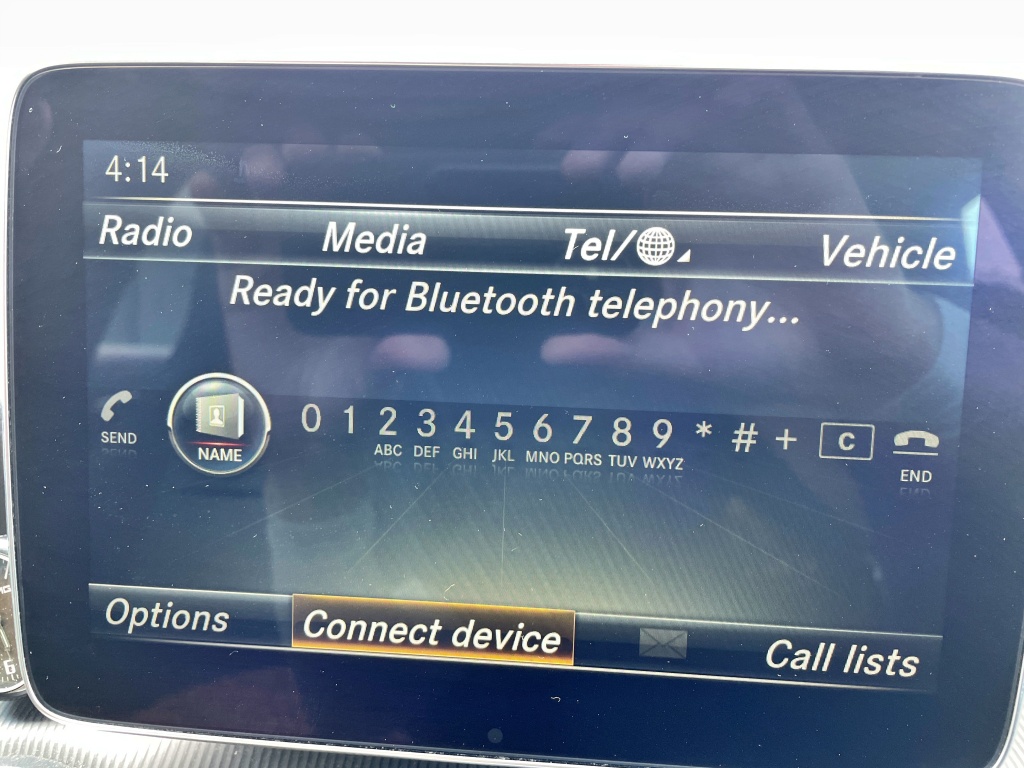 4:14
Radio Media Tel/ Vehicle
Ready for Bluetooth telephony...
SEND NAME 0 1 2 3 4 5 6 7 8 9 * # + C END
ABC DEF GHI JKL MNO PQRS TUV WXYZ
Options Connect device Call lists